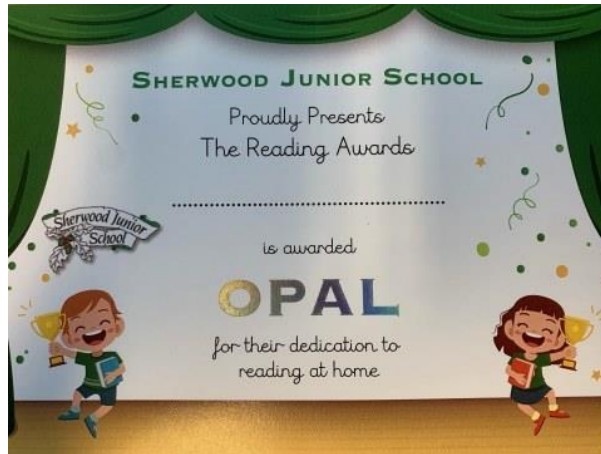 SHERWOOD JUNIOR SCHOOL
Proudly Presents
The Reading Awards
.................................................
Sherwood Junior
School
is awarded
OPAL
for their dedication to
reading at home